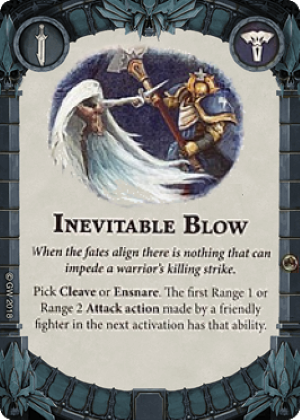 INEVITABLE BLOW
When the fates align there is nothing that can
impede a warrior's killing strike.
Pick Cleave or Ensnare. The first Range 1 or
Range 2 Attack action made by a friendly
fighter in the next activation has that ability.
© GW 2018